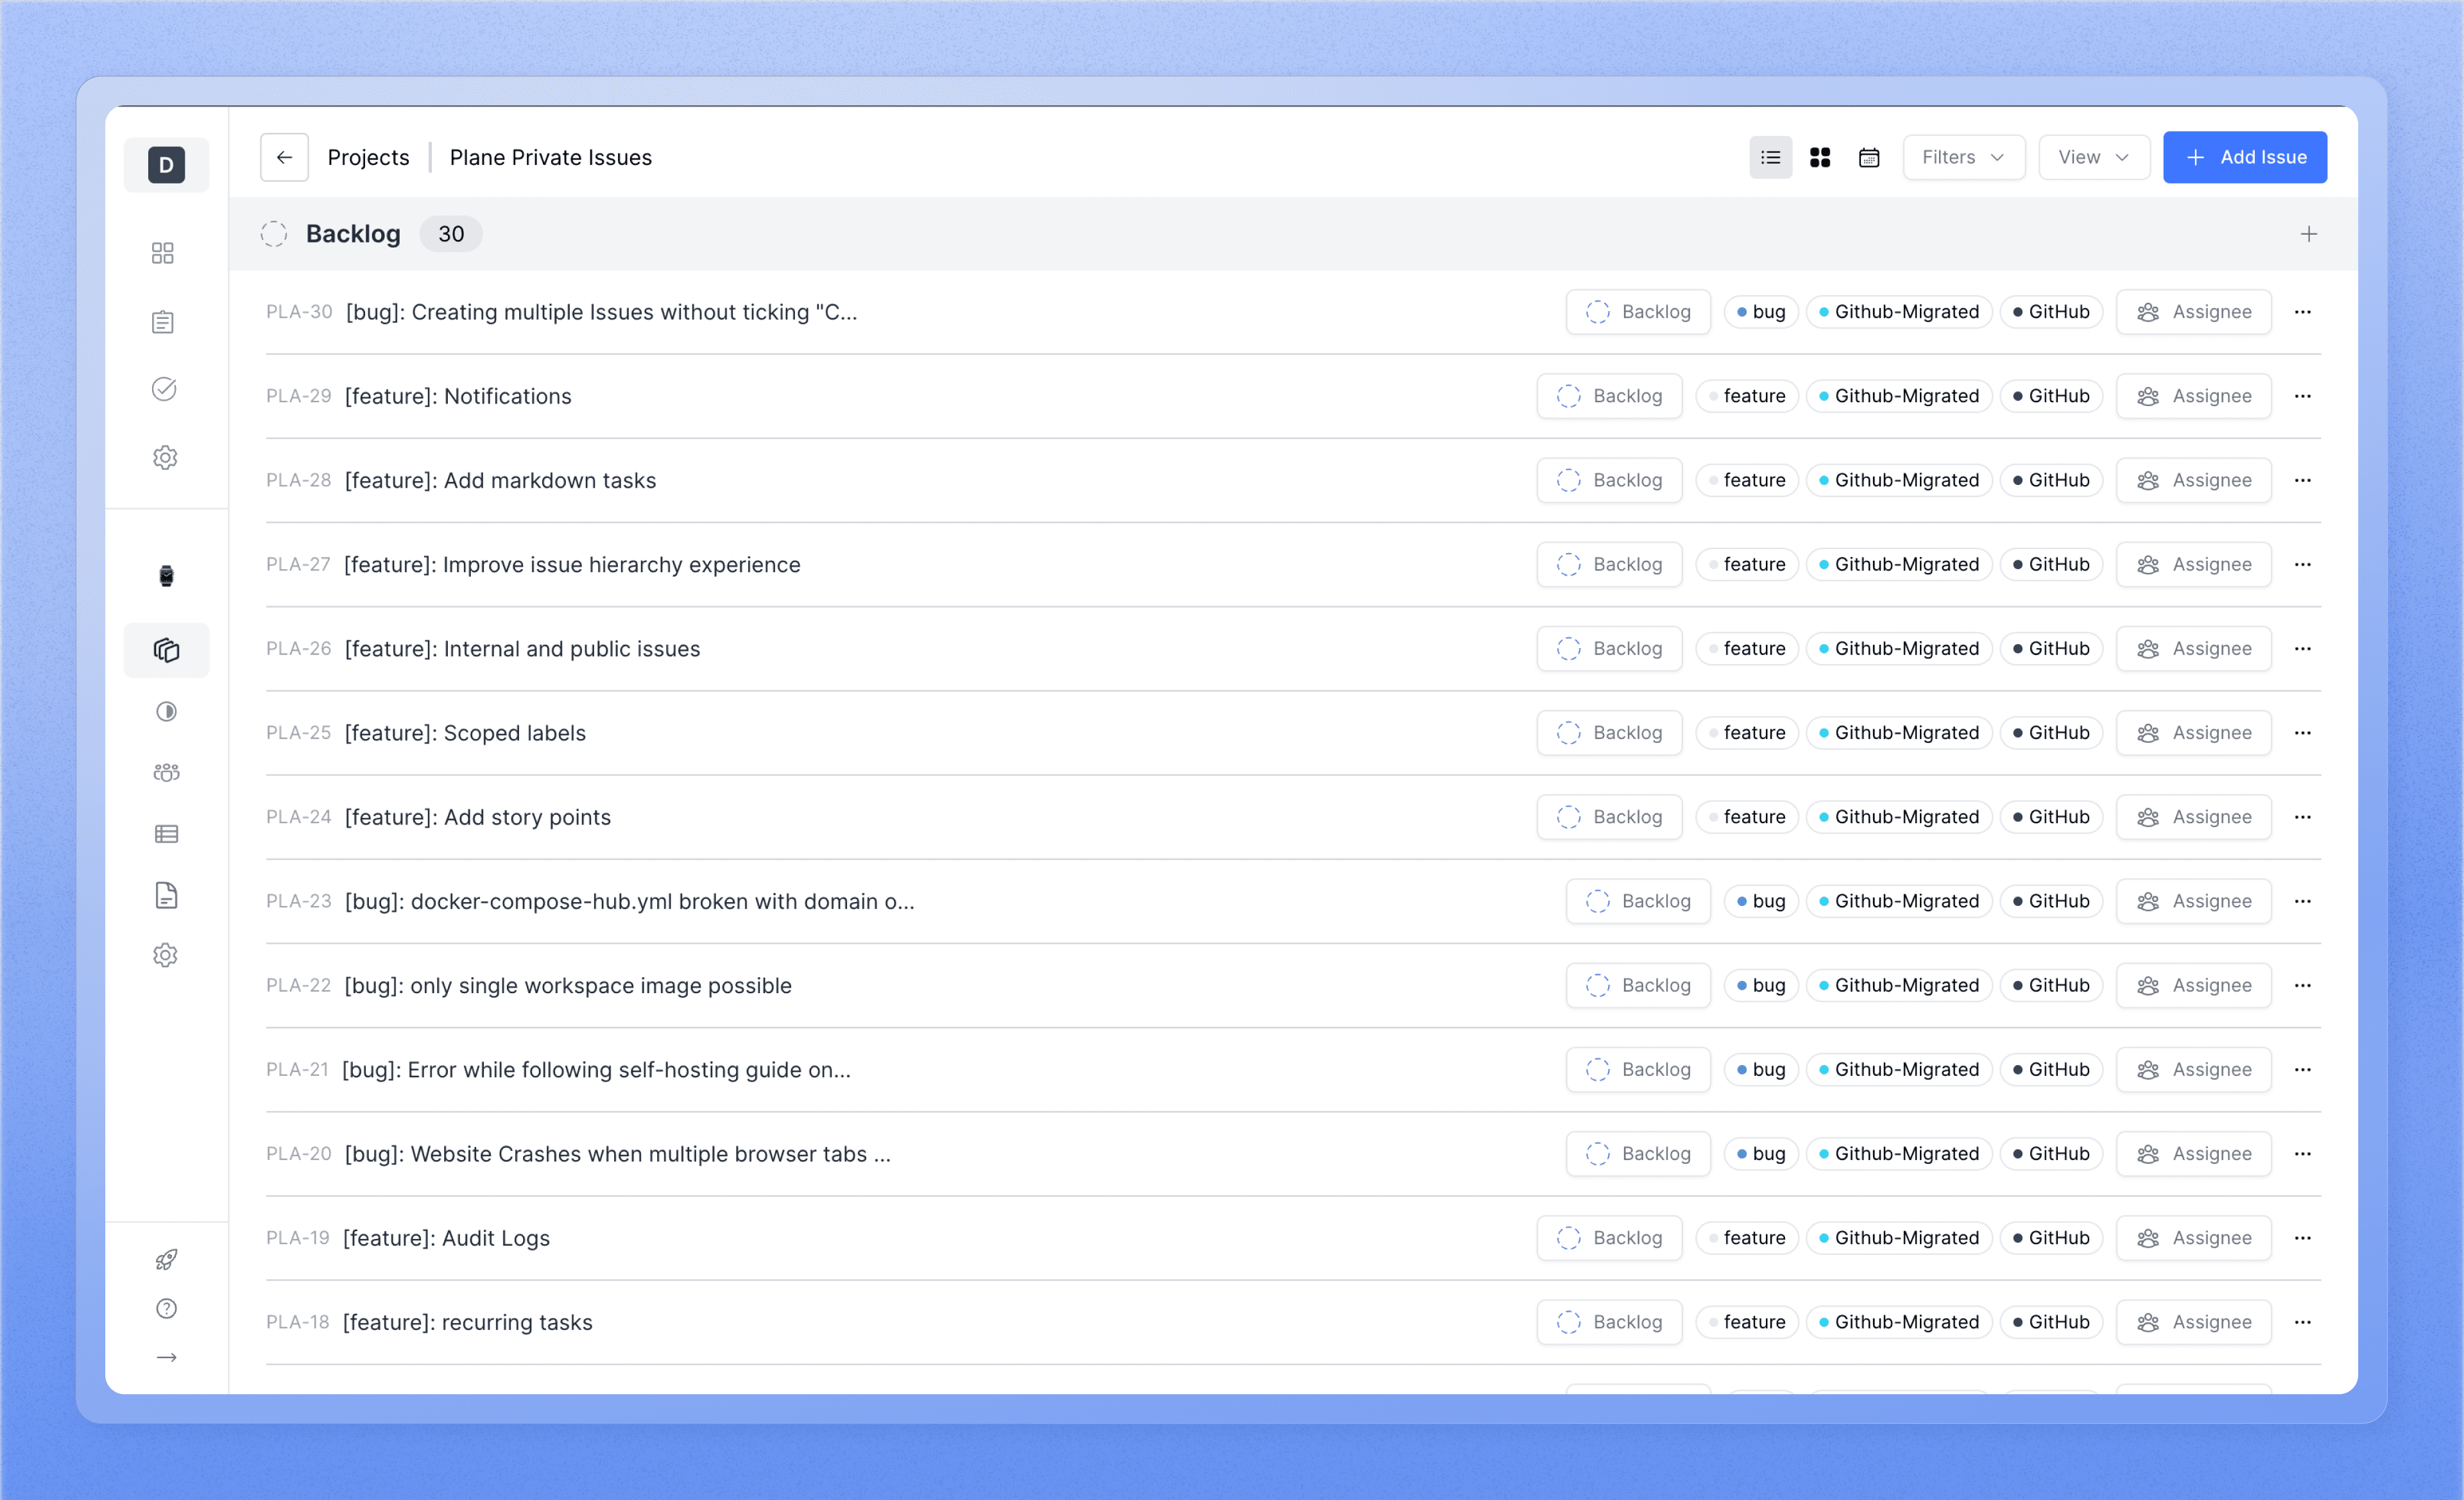 D
Projects | Plane Private Issues Filters View + Add Issue
Backlog 30
PLA-30 [bug]: Creating multiple Issues without ticking "C... Backlog bug Github-Migrated GitHub Assignee ...
PLA-29 [feature]: Notifications Backlog feature Github-Migrated GitHub Assignee ...
PLA-28 [feature]: Add markdown tasks Backlog feature Github-Migrated GitHub Assignee ...
PLA-27 [feature]: Improve issue hierarchy experience Backlog feature Github-Migrated GitHub Assignee ...
PLA-26 [feature]: Internal and public issues Backlog feature Github-Migrated GitHub Assignee ...
PLA-25 [feature]: Scoped labels Backlog feature Github-Migrated GitHub Assignee ...
PLA-24 [feature]: Add story points Backlog feature Github-Migrated GitHub Assignee ...
PLA-23 [bug]: docker-compose-hub.yml broken with domain o... Backlog bug Github-Migrated GitHub Assignee ...
PLA-22 [bug]: only single workspace image possible Backlog bug Github-Migrated GitHub Assignee ...
PLA-21 [bug]: Error while following self-hosting guide on... Backlog bug Github-Migrated GitHub Assignee ...
PLA-20 [bug]: Website Crashes when multiple browser tabs ... Backlog bug Github-Migrated GitHub Assignee ...
PLA-19 [feature]: Audit Logs Backlog feature Github-Migrated GitHub Assignee ...
PLA-18 [feature]: recurring tasks Backlog feature Github-Migrated GitHub Assignee ...